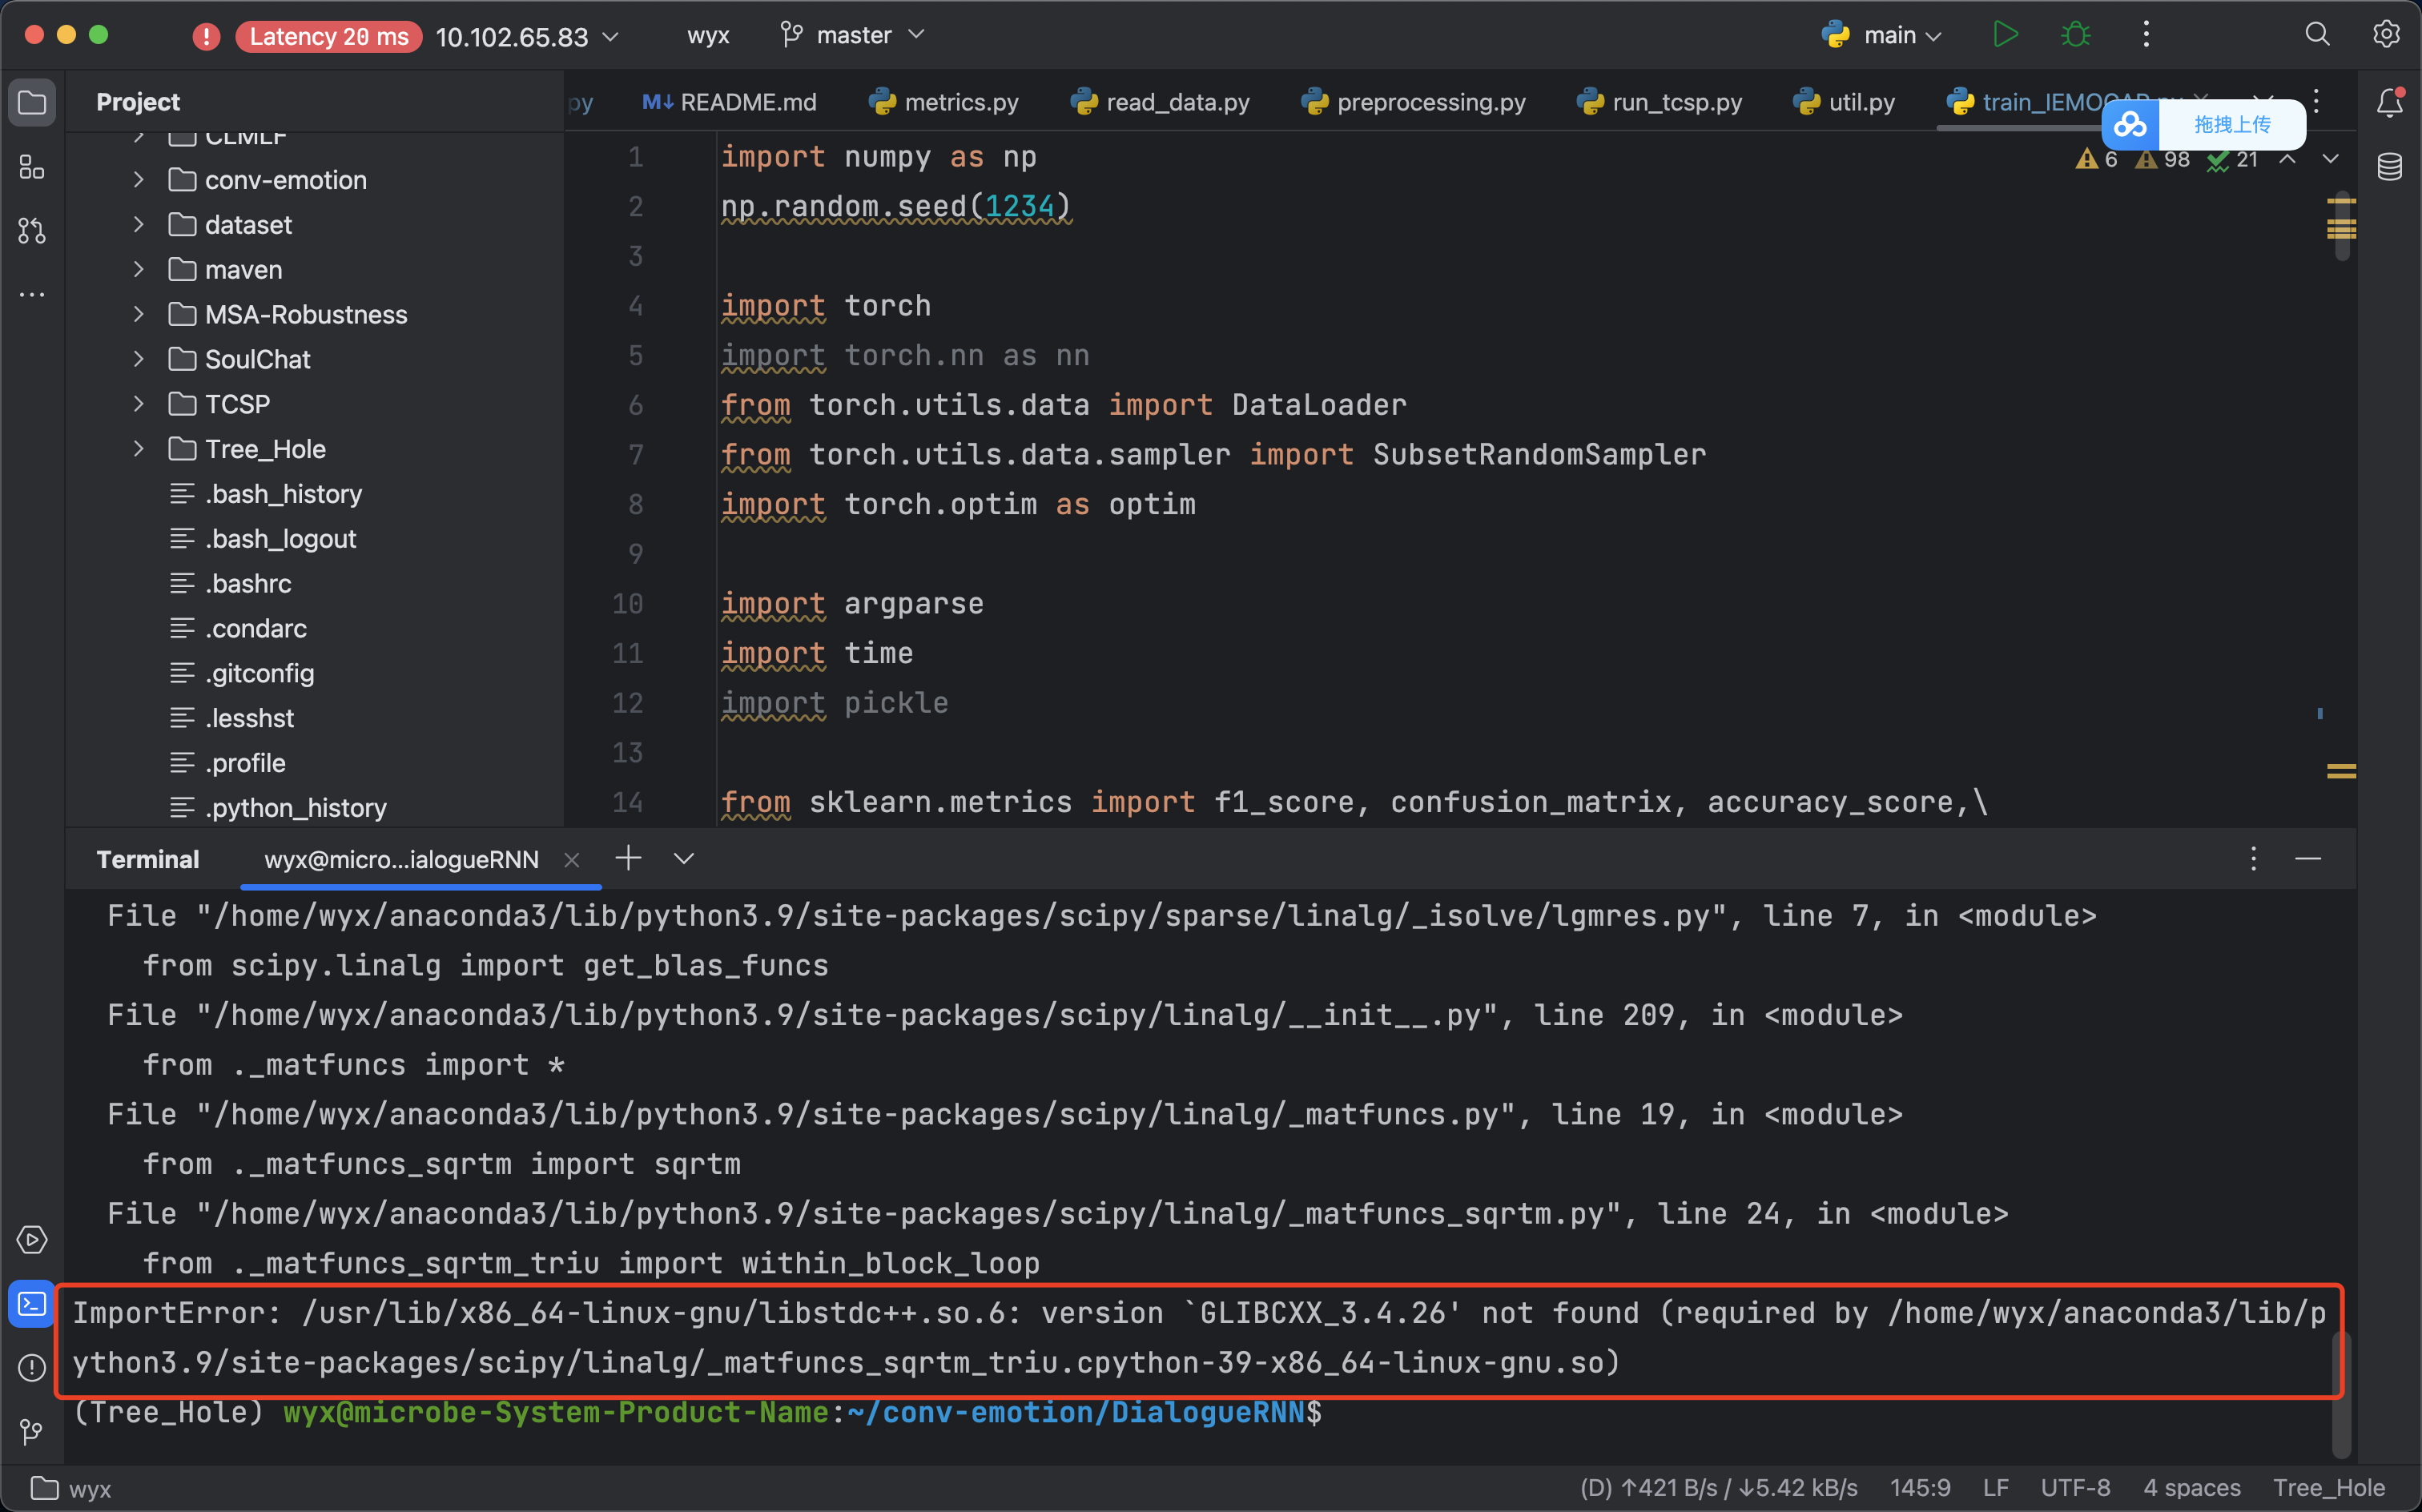 Latency 20 ms 10.102.65.83 wyx master main
Project
py README.md metrics.py read_data.py preprocessing.py run_tcsp.py util.py train_IEMOCAP.py
拖拽上传
6 98 21
CLMLF
conv-emotion
dataset
maven
MSA-Robustness
SoulChat
TCSP
Tree_Hole
.bash_history
.bash_logout
.bashrc
.condarc
.gitconfig
.lesshst
.profile
.python_history
1 import numpy as np
2 np.random.seed(1234)
3
4 import torch
5 import torch.nn as nn
6 from torch.utils.data import DataLoader
7 from torch.utils.data.sampler import SubsetRandomSampler
8 import torch.optim as optim
9
10 import argparse
11 import time
12 import pickle
13
14 from sklearn.metrics import f1_score, confusion_matrix, accuracy_score,\
Terminal wyx@micro...ialogueRNN
File "/home/wyx/anaconda3/lib/python3.9/site-packages/scipy/sparse/linalg/_isolve/lgmres.py", line 7, in <module>
from scipy.linalg import get_blas_funcs
File "/home/wyx/anaconda3/lib/python3.9/site-packages/scipy/linalg/__init__.py", line 209, in <module>
from ._matfuncs import *
File "/home/wyx/anaconda3/lib/python3.9/site-packages/scipy/linalg/_matfuncs.py", line 19, in <module>
from ._matfuncs_sqrtm import sqrtm
File "/home/wyx/anaconda3/lib/python3.9/site-packages/scipy/linalg/_matfuncs_sqrtm.py", line 24, in <module>
from ._matfuncs_sqrtm_triu import within_block_loop
ImportError: /usr/lib/x86_64-linux-gnu/libstdc++.so.6: version `GLIBCXX_3.4.26' not found (required by /home/wyx/anaconda3/lib/p
ython3.9/site-packages/scipy/linalg/_matfuncs_sqrtm_triu.cpython-39-x86_64-linux-gnu.so)
(Tree_Hole) wyx@microbe-System-Product-Name:~/conv-emotion/DialogueRNN$
wyx (D) ↑421 B/s / ↓5.42 kB/s 145:9 LF UTF-8 4 spaces Tree_Hole